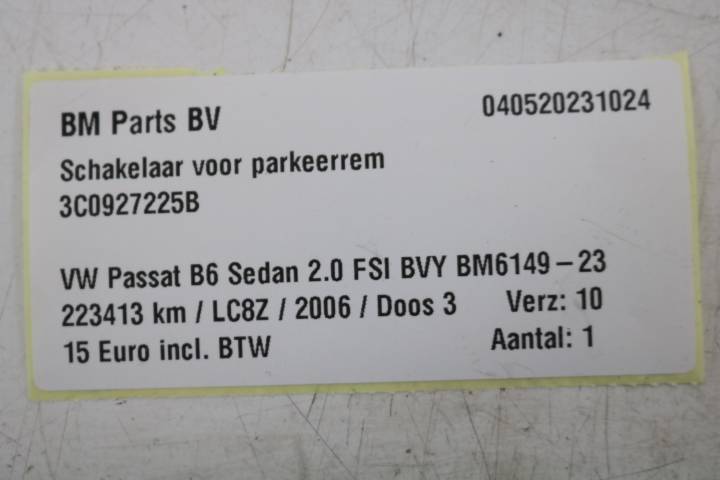 BM Parts BV 040520231024
Schakelaar voor parkeerrem
3C0927225B
VW Passat B6 Sedan 2.0 FSI BVY BM6149-23
223413 km / LC8Z / 2006 / Doos 3 Verz: 10
15 Euro incl. BTW Aantal: 1